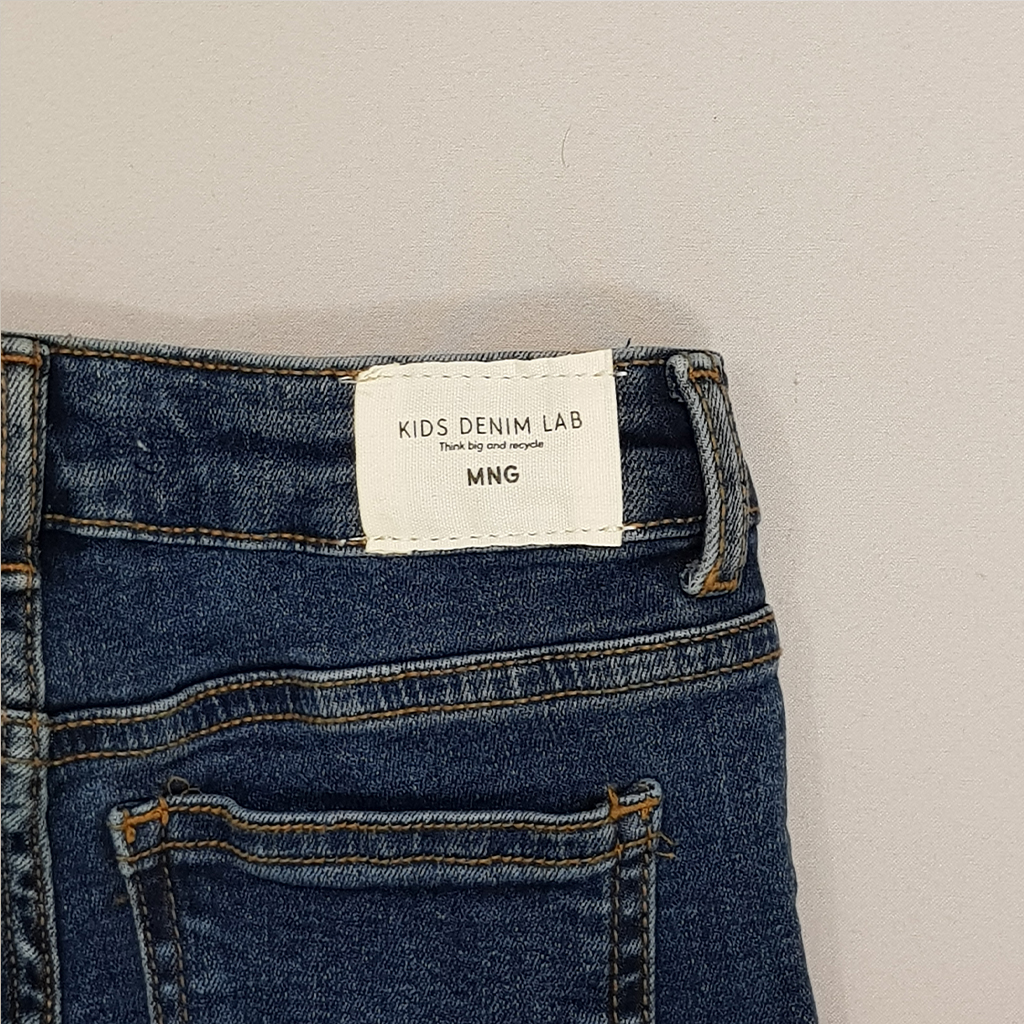 KIDS DENIM LAB
Think big and recycle
MNG